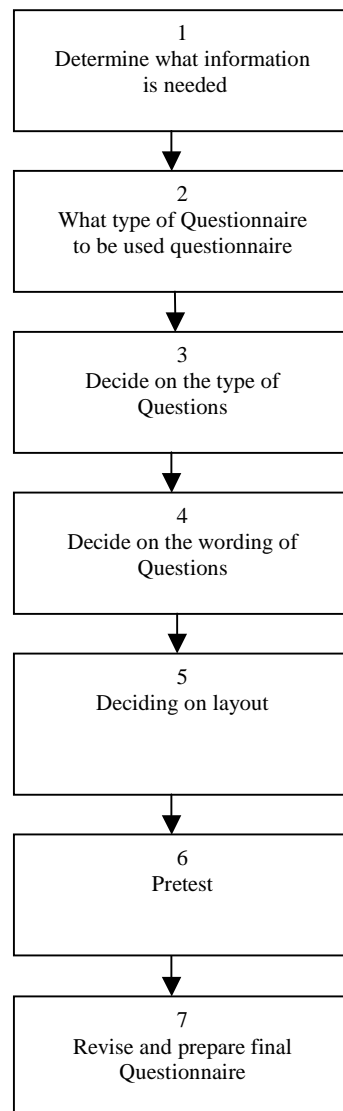 1
Determine what information
is needed
2
What type of Questionnaire
to be used questionnaire
3
Decide on the type of
Questions
4
Decide on the wording of
Questions
5
Deciding on layout
6
Pretest
7
Revise and prepare final
Questionnaire